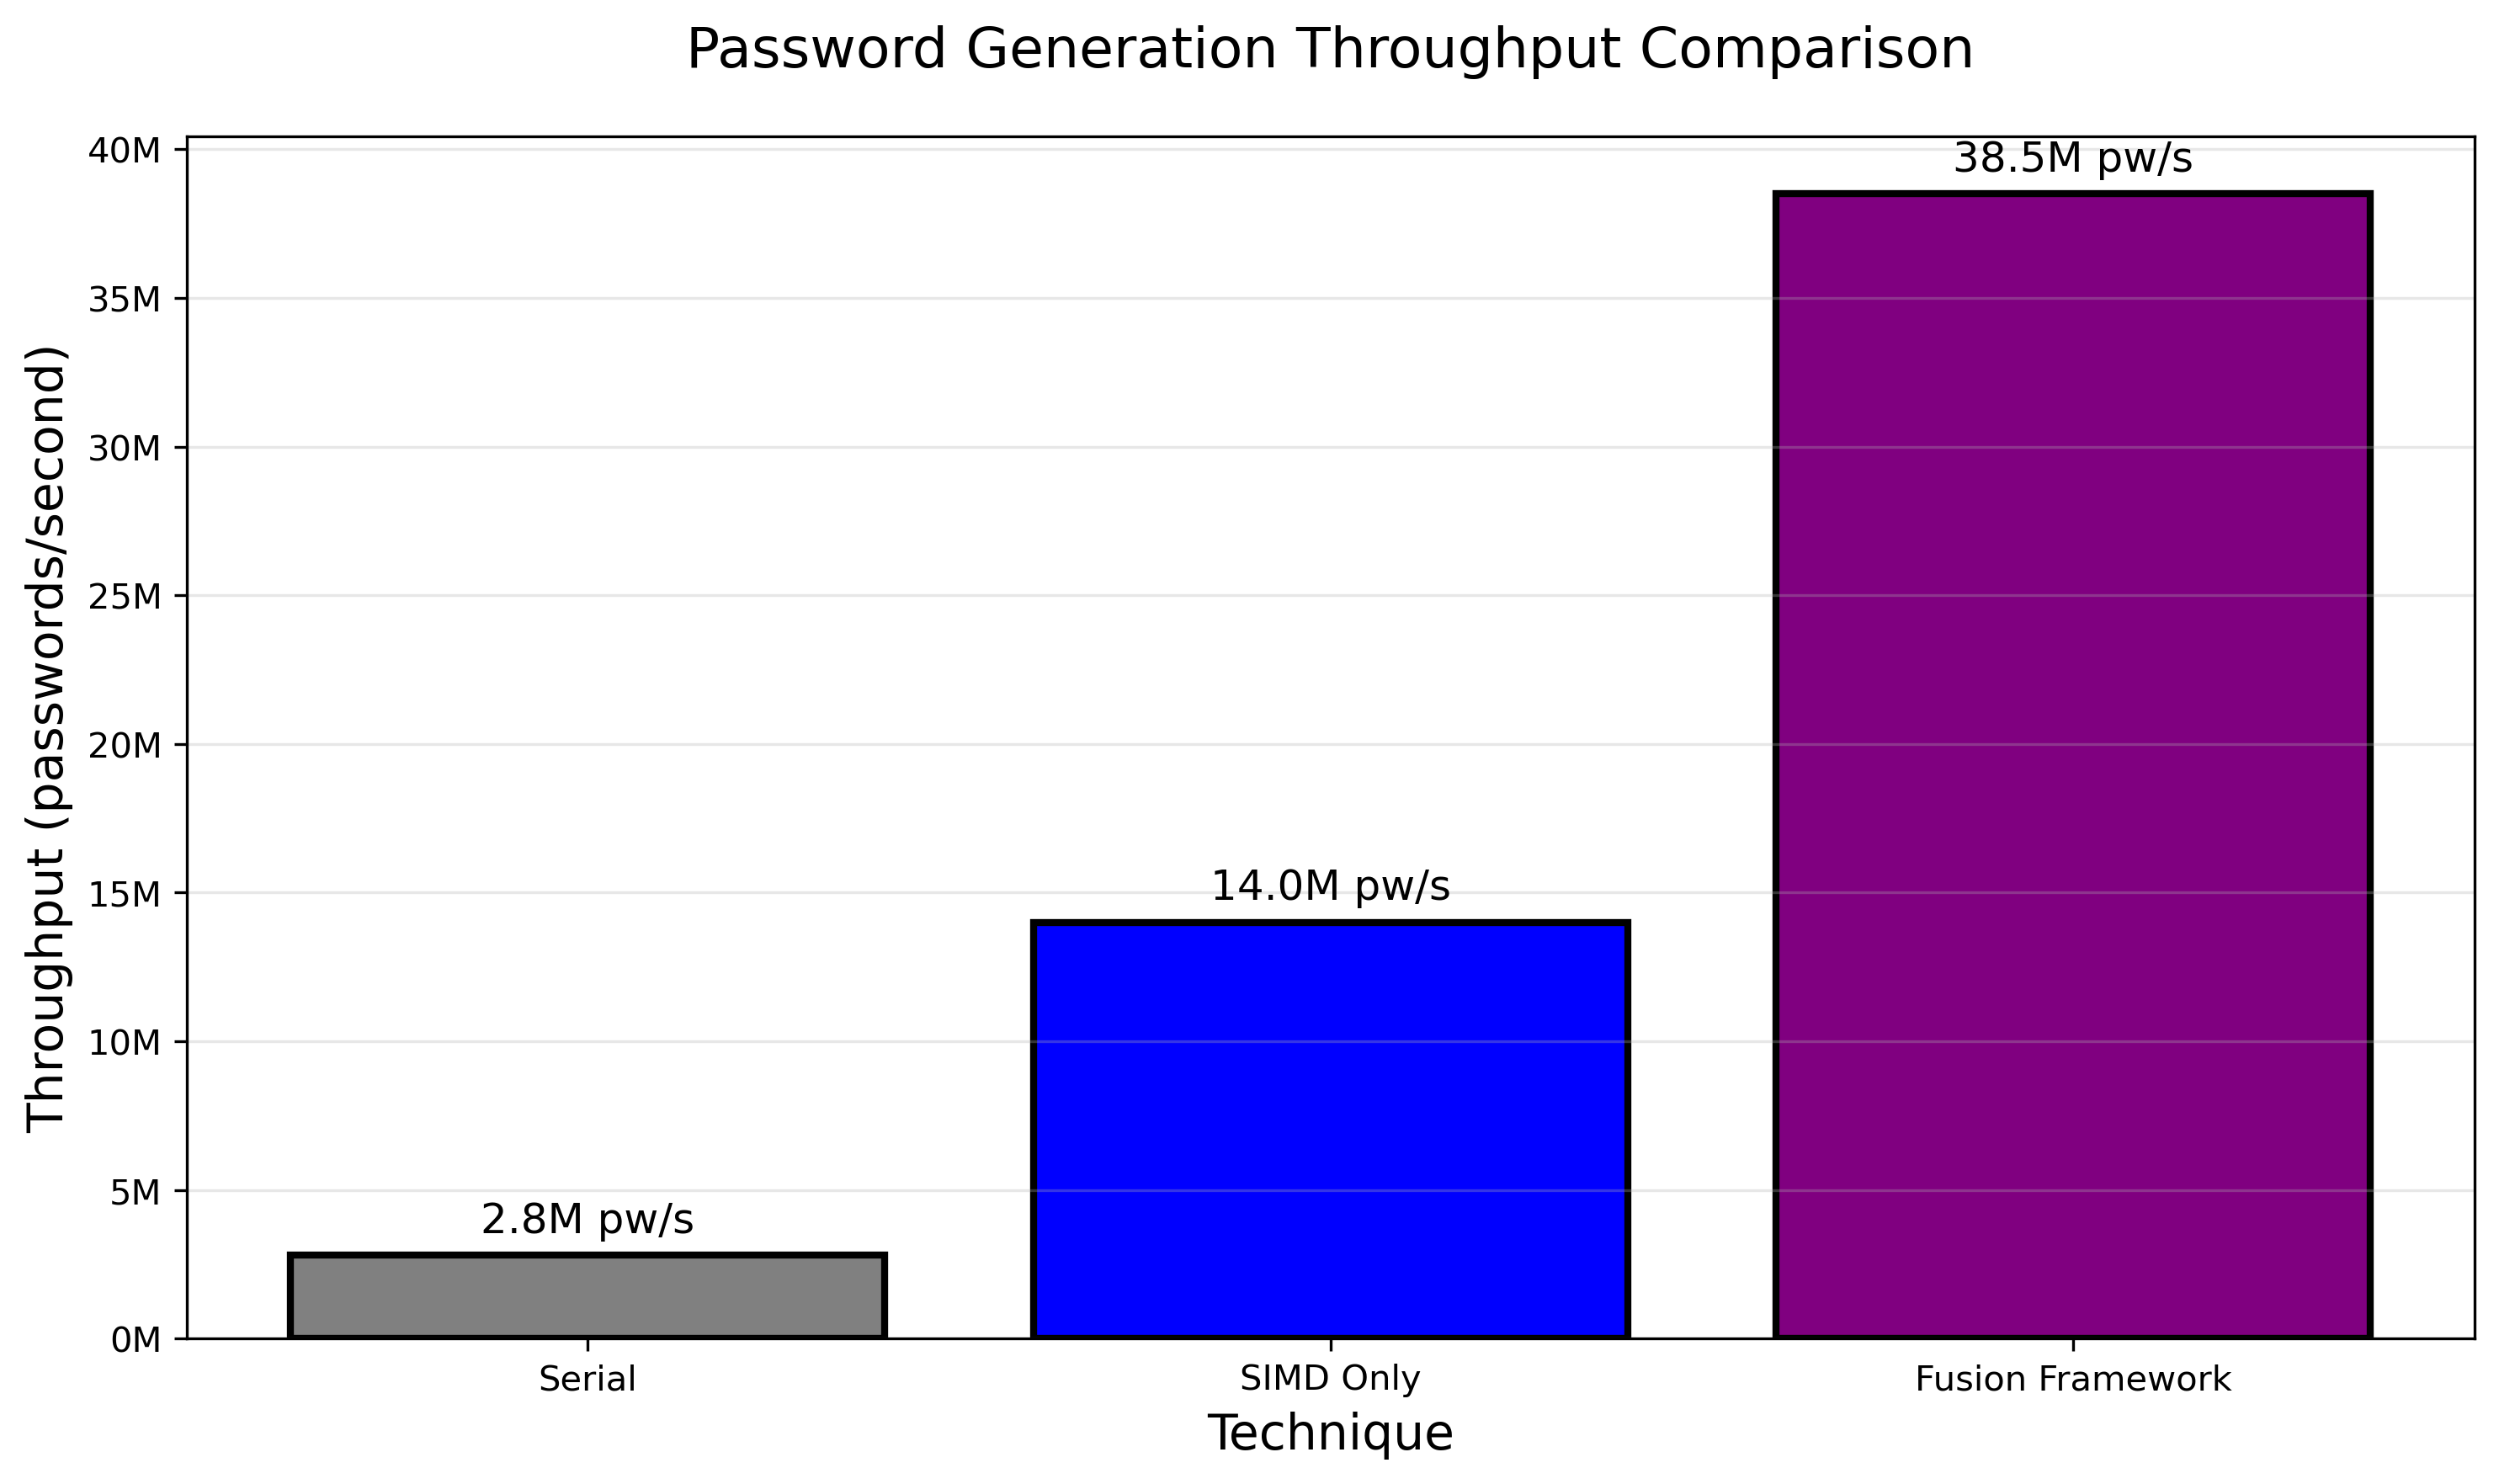 Password Generation Throughput Comparison
Throughput (passwords/second)
40M
35M
30M
25M
20M
15M
10M
5M
0M
2.8M pw/s
14.0M pw/s
38.5M pw/s
Serial
SIMD Only
Fusion Framework
Technique